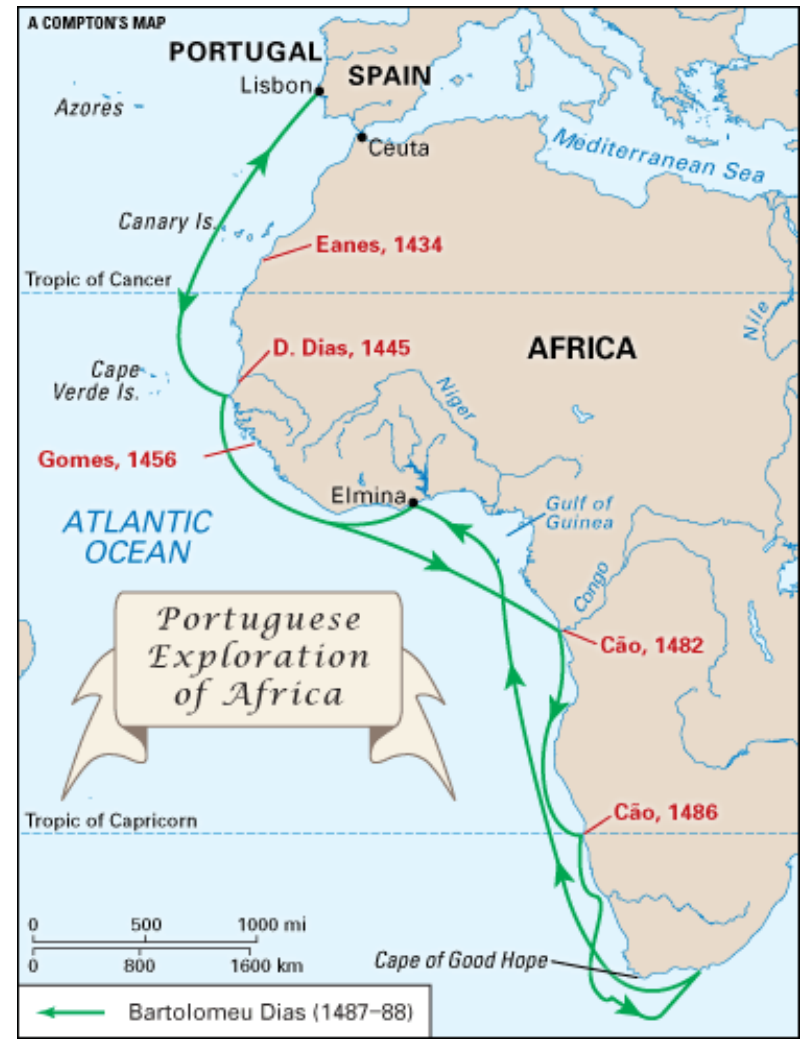 A COMPTON'S MAP
PORTUGAL
SPAIN
Lisbon
Azores
Ceuta
Mediterranean Sea
Canary Is.
Eanes, 1434
Tropic of Cancer
Nile
D. Dias, 1445
AFRICA
Cape
Verde Is.
Niger
Gomes, 1456
Elmina
Gulf of
Guinea
ATLANTIC
OCEAN
Congo
Portuguese
Exploration
of Africa
Cão, 1482
Cão, 1486
Tropic of Capricorn
0 500 1000 mi
0 800 1600 km
Cape of Good Hope
Bartolomeu Dias (1487–88)